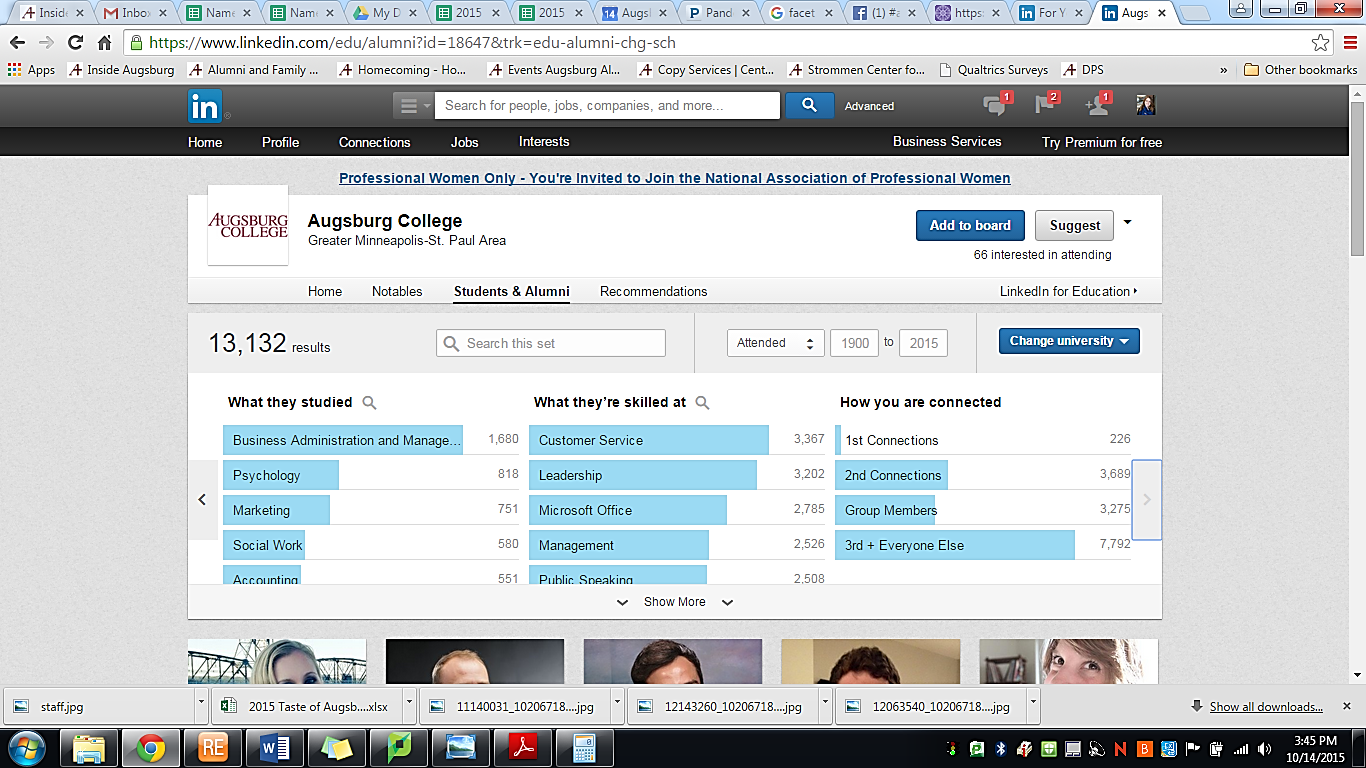 Inside
Inbox
Name
Name
My D
2015
2015
14
Augsl
Pand
facet
(1) #a
https:
For Y
Augs
https://www.linkedin.com/edu/alumni?id=18647&trk=edu-alumni-chg-sch
Apps
Inside Augsburg
Alumni and Family ...
Homecoming - Ho...
Events Augsburg Al...
Copy Services | Cent...
Strommen Center fo...
Qualtrics Surveys
DPS
»
Other bookmarks
in
Search for people, jobs, companies, and more...
Advanced
1
2
1
Home Profile Connections Jobs Interests
Business Services Try Premium for free
Professional Women Only - You're Invited to Join the National Association of Professional Women
AUGSBURG
COLLEGE
Augsburg College
Greater Minneapolis-St. Paul Area
Add to board
Suggest
66 interested in attending
Home Notables Students & Alumni Recommendations
LinkedIn for Education
13,132 results
Search this set
Attended 1900 to 2015
Change university
What they studied
Business Administration and Manage... 1,680
Psychology 818
Marketing 751
Social Work 580
Accounting 551
What they're skilled at
Customer Service 3,367
Leadership 3,202
Microsoft Office 2,785
Management 2,526
Public Speaking 2,508
How you are connected
1st Connections 226
2nd Connections 3,689
Group Members 3,275
3rd + Everyone Else 7,792
Show More
staff.jpg
2015 Taste of Augsb....xlsx
11140031_10206718....jpg
12143260_10206718....jpg
12063540_10206718....jpg
Show all downloads...
RE
3:45 PM
10/14/2015